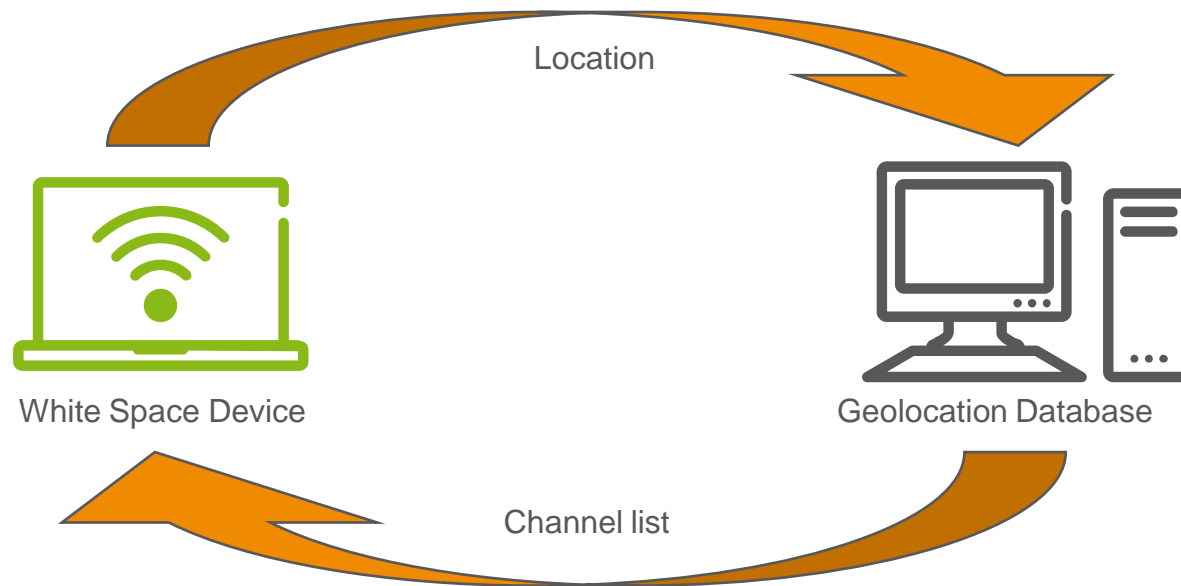 Location
White Space Device
Geolocation Database
Channel list